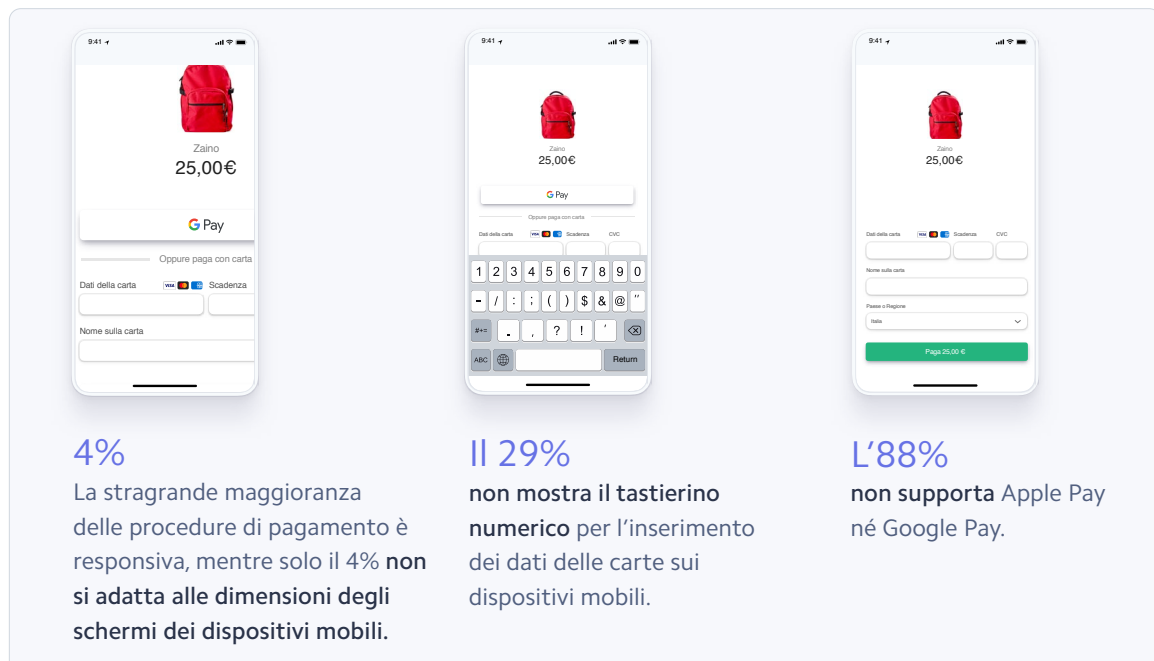 9:41
Zaino
25,00€
G Pay
Oppure paga con carta
Dati della carta VISA Scadenza
Nome sulla carta
4%
La stragrande maggioranza
delle procedure di pagamento è
responsiva, mentre solo il 4% non
si adatta alle dimensioni degli
schermi dei dispositivi mobili.
9:41
Zaino
25,00€
G Pay
Oppure paga con carta
Dati della carta VISA Scadenza CVC
1 2 3 4 5 6 7 8 9 0
- / : ; ( ) $ & @ "
#+= . , ? ! '
ABC Return
Il 29%
non mostra il tastierino
numerico per l’inserimento
dei dati delle carte sui
dispositivi mobili.
9:41
Zaino
25,00€
Dati della carta VISA Scadenza CVC
Nome sulla carta
Paese o Regione
Italia
Paga 25,00 €
L’88%
non supporta Apple Pay
né Google Pay.